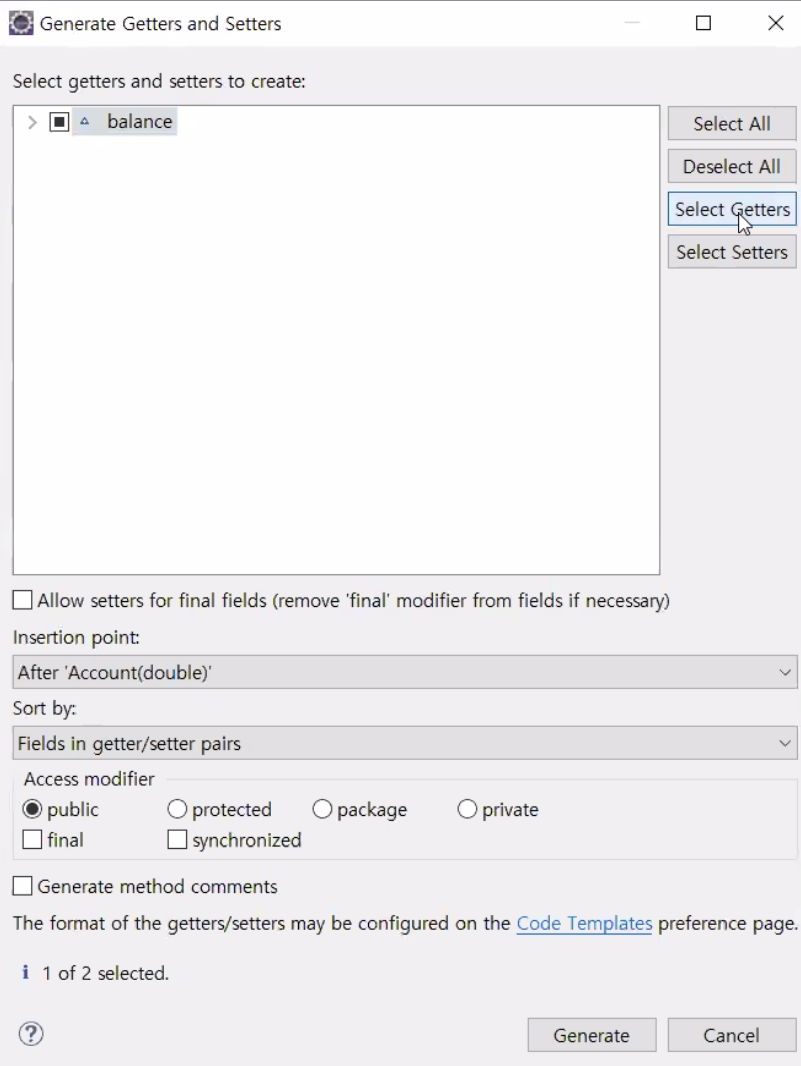 Generate Getters and Setters
Select getters and setters to create:
balance
Select All
Deselect All
Select Getters
Select Setters
Allow setters for final fields (remove 'final' modifier from fields if necessary)
Insertion point:
After 'Account(double)'
Sort by:
Fields in getter/setter pairs
Access modifier
public protected package private
final synchronized
Generate method comments
The format of the getters/setters may be configured on the Code Templates preference page.
i 1 of 2 selected.
? Generate Cancel